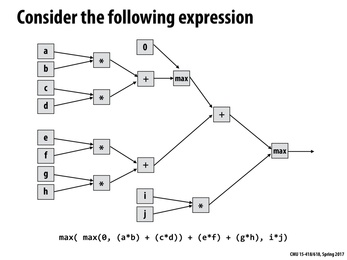 Consider the following expression
a
b
*
c
d
*
+
0
max
e
f
*
g
h
*
+
+
i
j
*
max
max( max(0, (a*b) + (c*d)) + (e*f) + (g*h), i*j)
CMU 15-418/618, Spring 2017